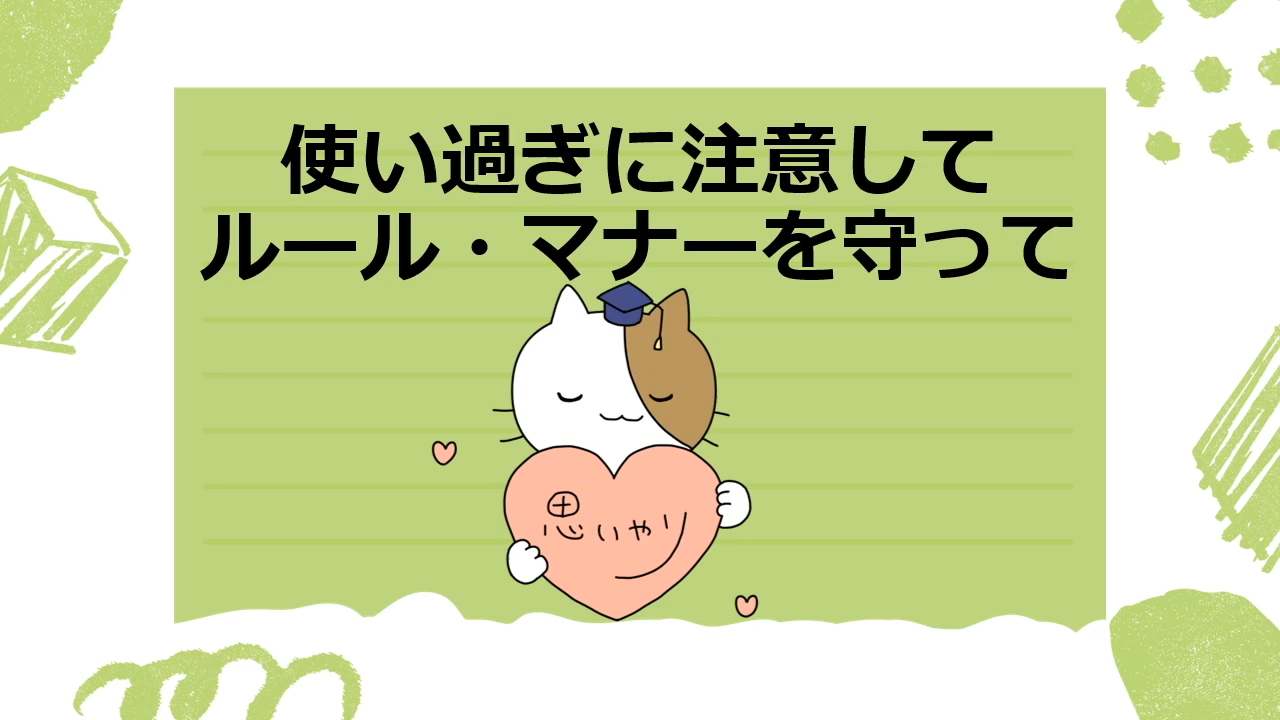 使い過ぎに注意して
ルール・マナーを守って
思いやり